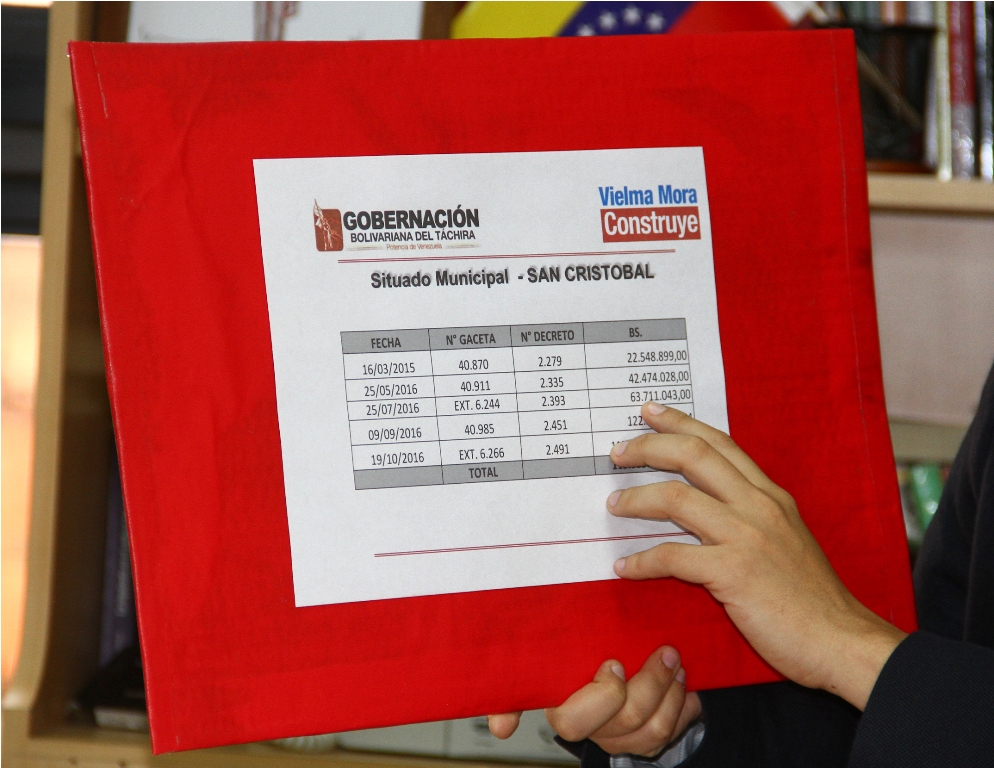 GOBERNACIÓN
BOLIVARIANA DEL TÁCHIRA
Potencia de Venezuela
Vielma Mora
Construye
Situado Municipal - SAN CRISTOBAL
FECHA N° GACETA N° DECRETO BS.
16/03/2015 40.870 2.279 22.548.899,00
25/05/2016 40.911 2.335 42.474.028,00
25/07/2016 EXT. 6.244 2.393 63.711.043,00
09/09/2016 40.985 2.451
19/10/2016 EXT. 6.266 2.491
TOTAL